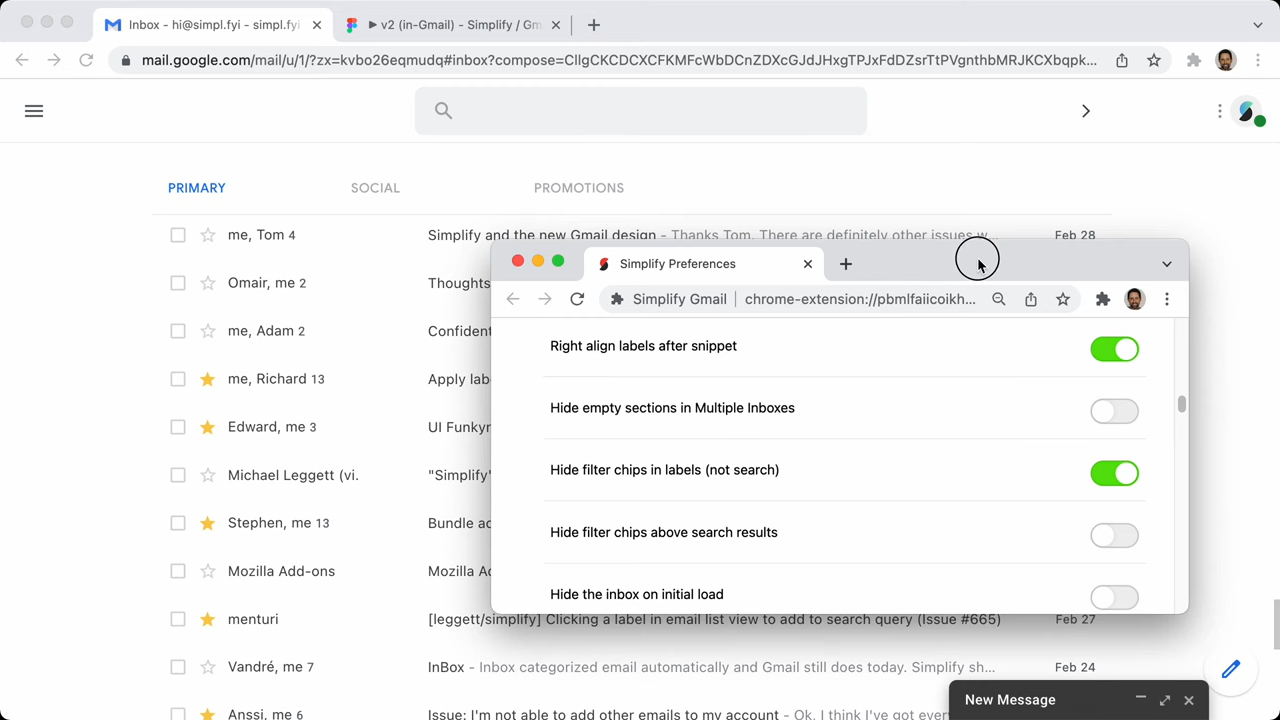 Inbox - hi@simpl.fyi - simpl.fyi
v2 (in-Gmail) - Simplify / Gm
mail.google.com/mail/u/1/?zx=kvbo26eqmudq#inbox?compose=CllgCKCDCXCFKMFcWbDCnZDXcGJdJHxgTPJxFdDZsrTtPVgnthbMRJKCXbqpk...
PRIMARY SOCIAL PROMOTIONS
me, Tom 4 Simplify and the new Gmail design - Thanks Tom. There are definitely other issues w... Feb 28
Omair, me 2 Thoughts
me, Adam 2 Confident
me, Richard 13 Apply lab
Edward, me 3 UI Funkyr
Michael Leggett (vi. "Simplify"
Stephen, me 13 Bundle ac
Mozilla Add-ons Mozilla Ad
menturi [leggett/simplify] Clicking a label in email list view to add to search query (Issue #665) Feb 27
Vandré, me 7 InBox - Inbox categorized email automatically and Gmail still does today. Simplify sh... Feb 24
Anssi, me 6 Issue: I'm not able to add other emails to my account - Ok, I think I've got ever
Simplify Preferences
Simplify Gmail chrome-extension://pbmlfaiicoikh...
Right align labels after snippet
Hide empty sections in Multiple Inboxes
Hide filter chips in labels (not search)
Hide filter chips above search results
Hide the inbox on initial load
New Message